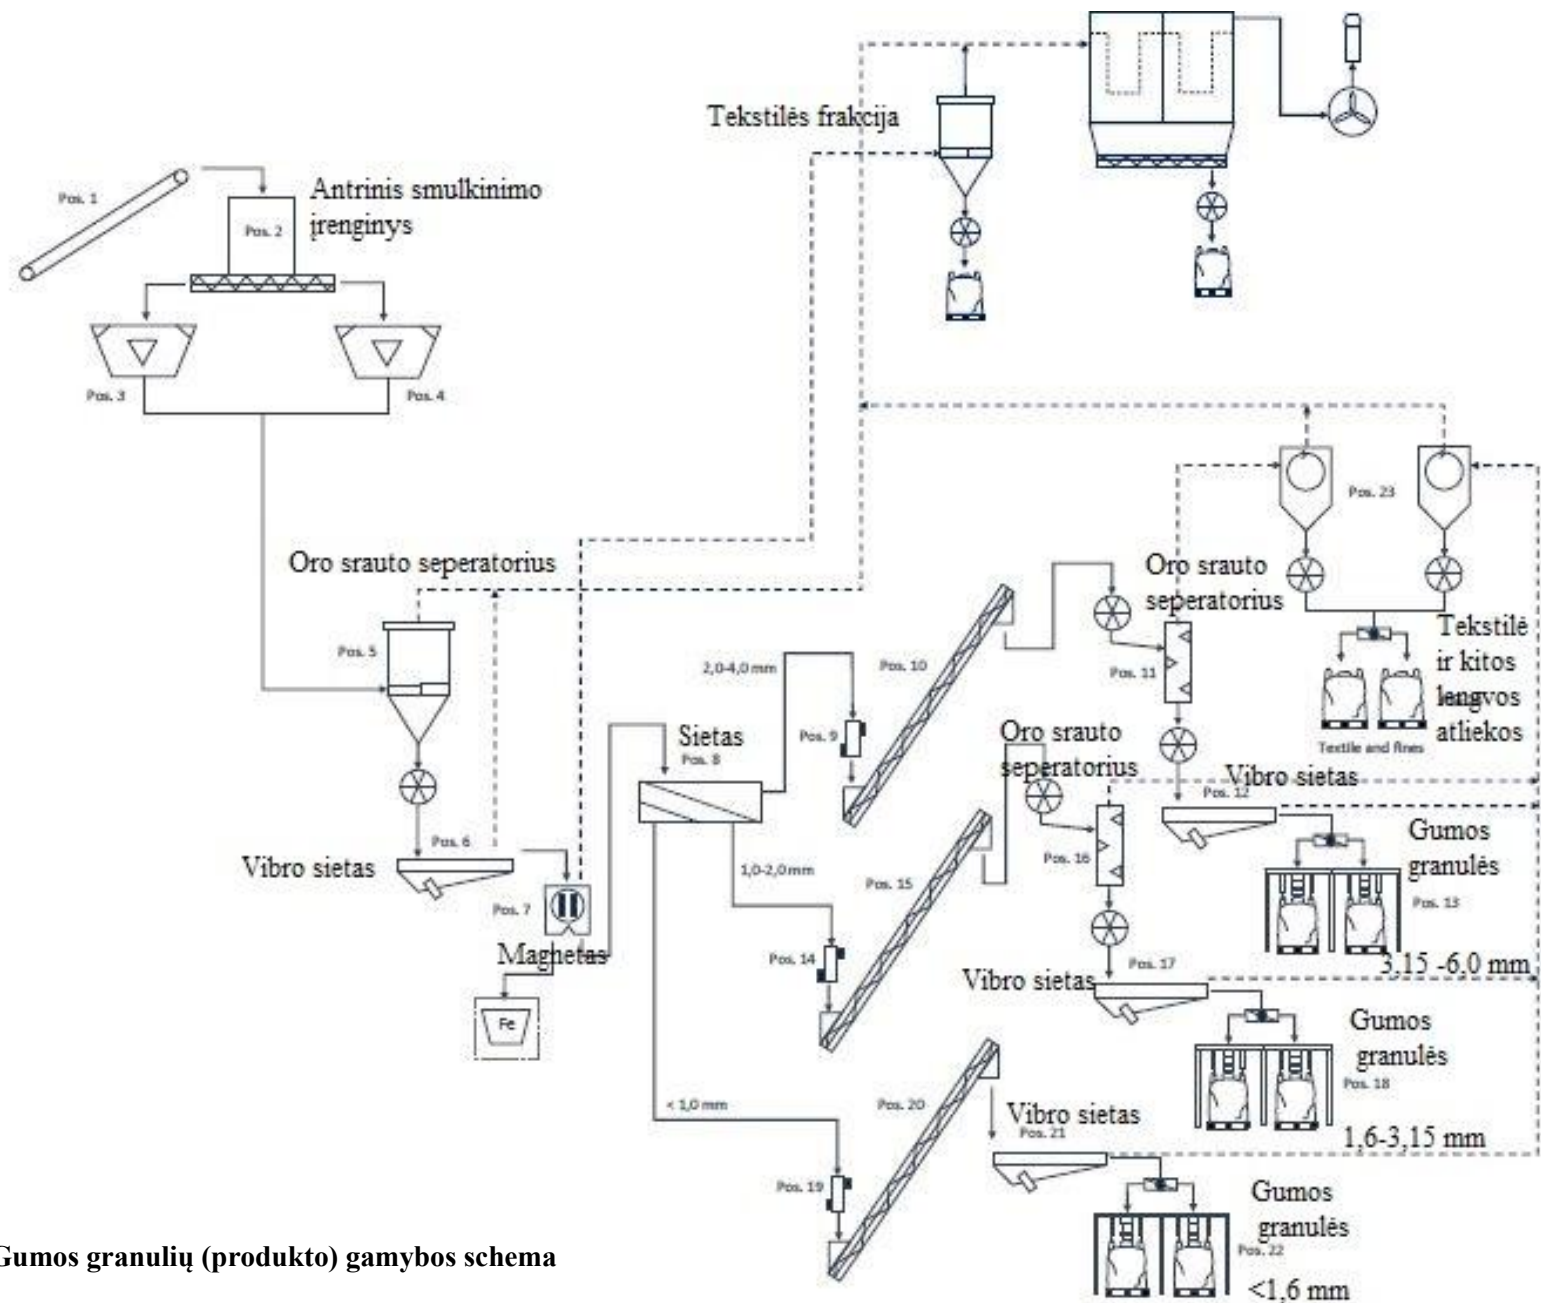 Tekstilės frakcija
Pos. 1
Antrinis smulkinimo
įrenginys
Pos. 2
Pos. 3
Pos. 4
Pos. 23
Oro srauto seperatorius
Oro srauto
seperatorius
Pos. 5
Pos. 10
Pos. 11
2,0-4,0 mm
Tekstilė
ir kitos
lengvos
atliekos
Textile and fines
Sietas
Pos. 8
Pos. 9
Oro srauto
seperatorius
Vibro sietas
Pos. 12
Pos. 6
Vibro sietas
Gumos
granulės
Pos. 13
3,15 -6,0 mm
Pos. 16
1,0-2,0 mm
Pos. 15
Pos. 7
Magnetas
Pos. 14
Pos. 17
Vibro sietas
Fe
Gumos
granulės
Pos. 18
1,6-3,15 mm
< 1,0 mm
Pos. 20
Vibro sietas
Pos. 21
Pos. 19
Gumos
granulės
Pos. 22
<1,6 mm
Gumos granulių (produkto) gamybos schema